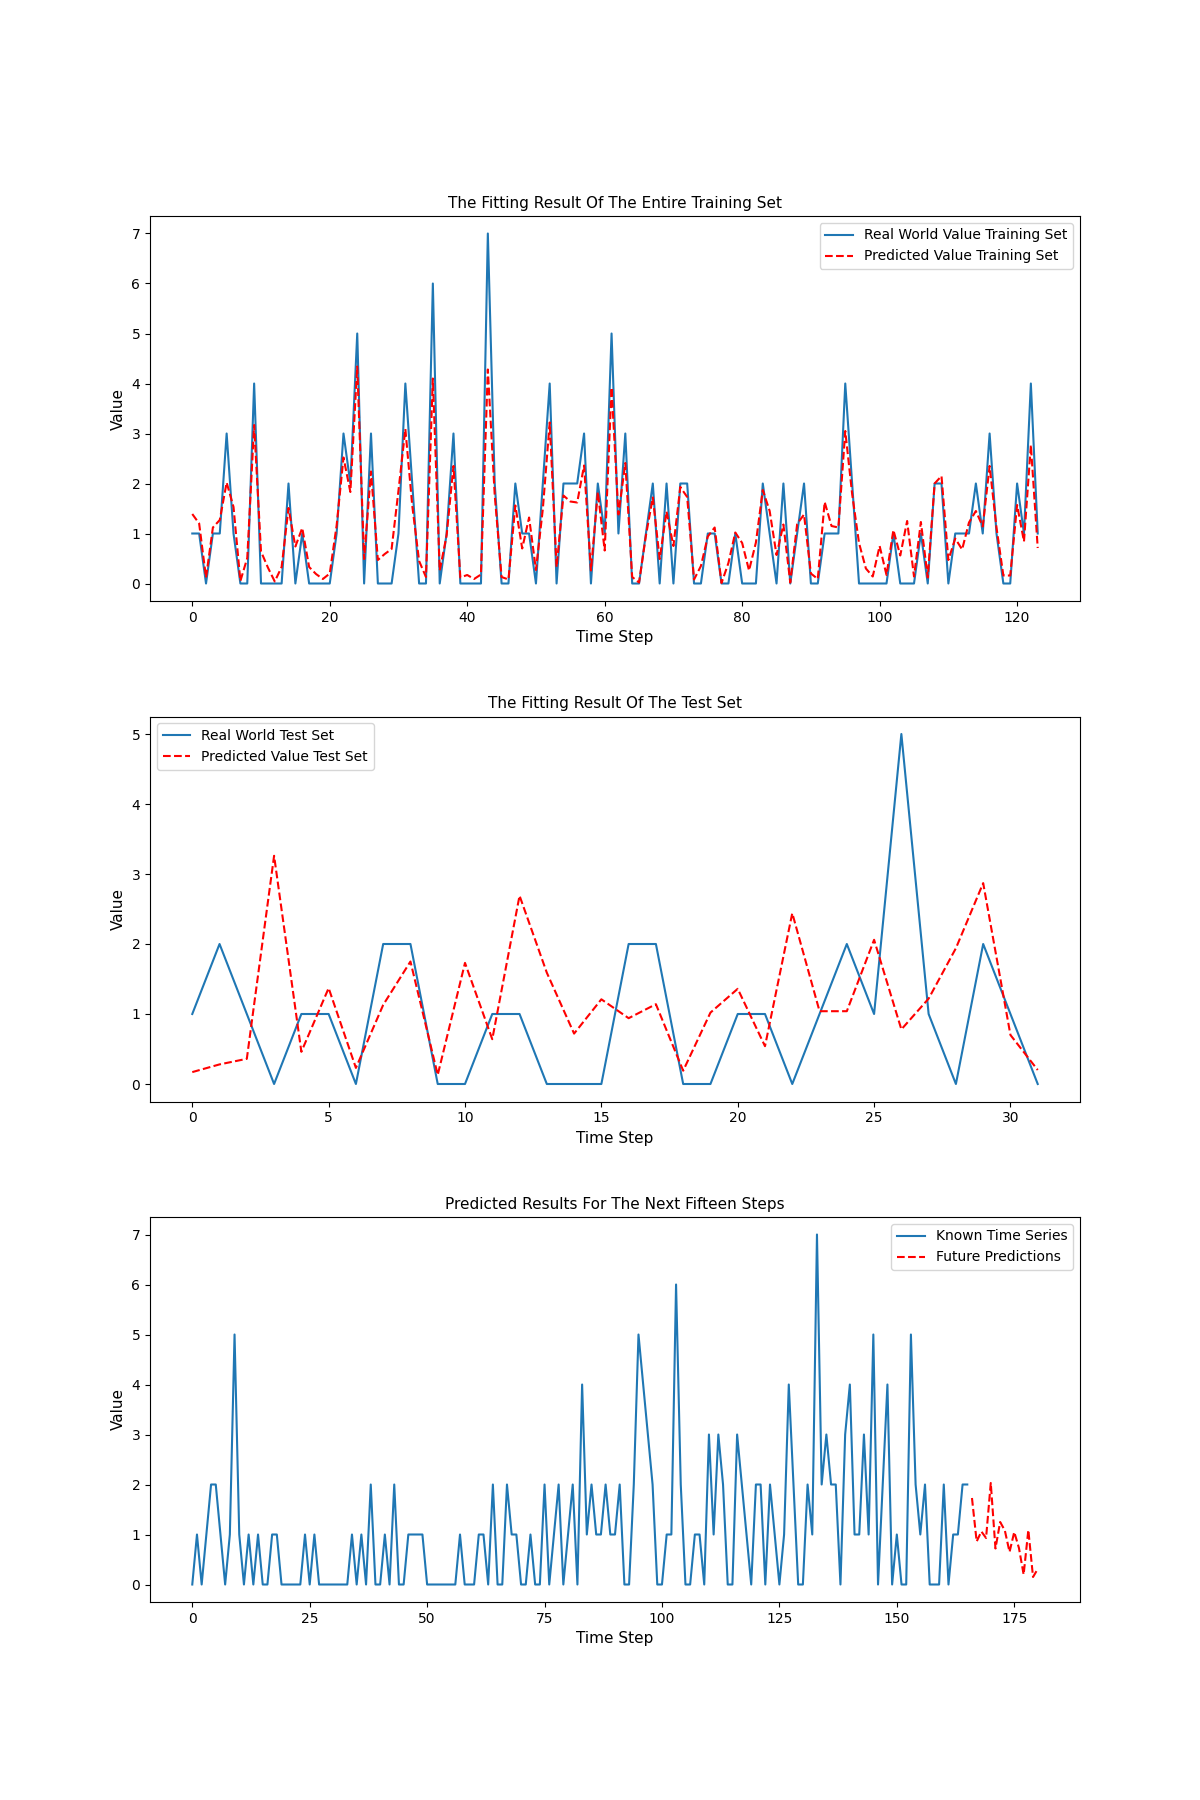 The Fitting Result Of The Entire Training Set
7
6
5
4
3
2
1
0
Value
Real World Value Training Set
Predicted Value Training Set
0 20 40 60 80 100 120
Time Step
The Fitting Result Of The Test Set
5
4
3
2
1
0
Value
Real World Test Set
Predicted Value Test Set
0 5 10 15 20 25 30
Time Step
Predicted Results For The Next Fifteen Steps
7
6
5
4
3
2
1
0
Value
Known Time Series
Future Predictions
0 25 50 75 100 125 150 175
Time Step